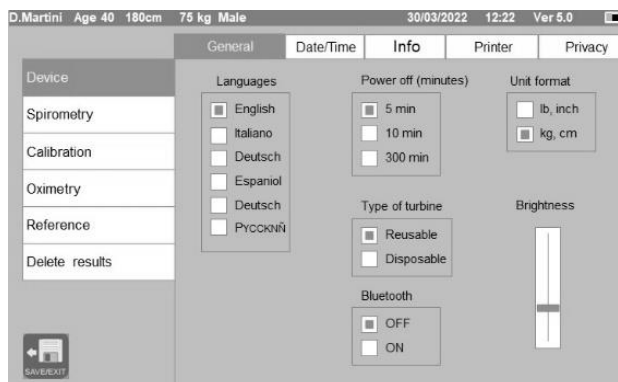 D.Martini Age 40 180cm 75 kg Male 30/03/2022 12:22 Ver 5.0
General Date/Time Info Printer Privacy
Device
Spirometry
Calibration
Oximetry
Reference
Delete results
SAVE/EXIT
Languages
English
Italiano
Deutsch
Espaniol
Deutsch
PYCCKNÑ
Power off (minutes)
5 min
10 min
300 min
Type of turbine
Reusable
Disposable
Bluetooth
OFF
ON
Unit format
lb, inch
kg, cm
Brightness